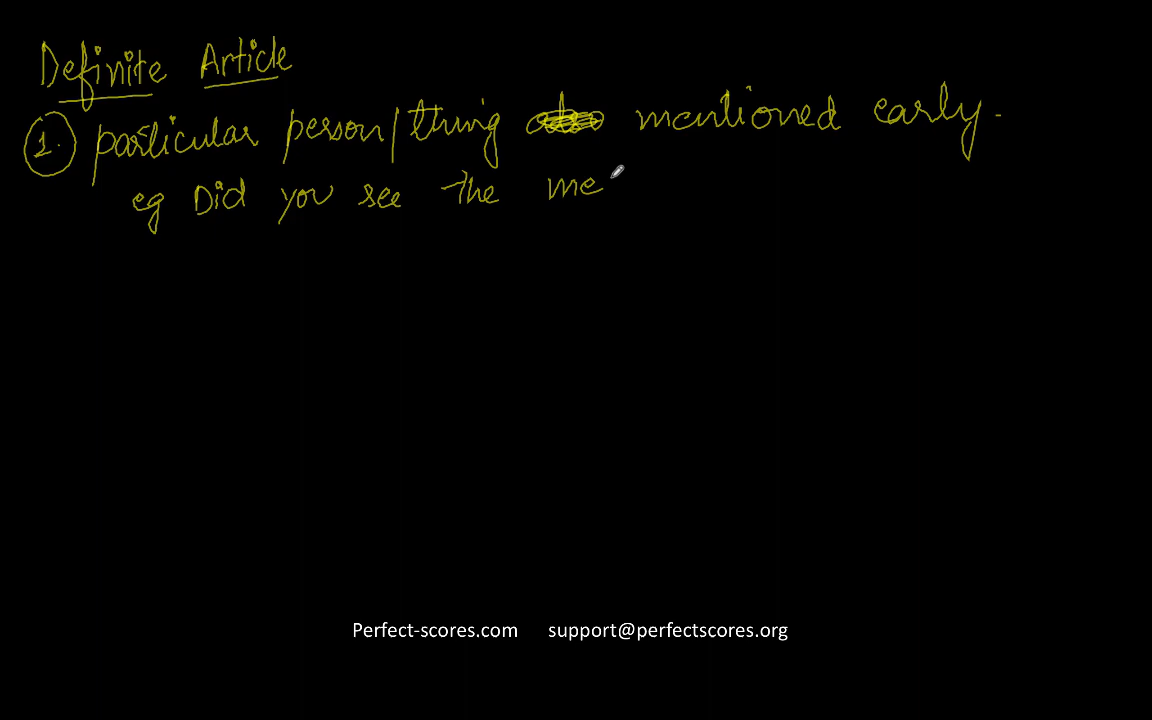 Definite Article
1. particular person/thing mentioned early.
eg Did you see the me
Perfect-scores.com support@perfectscores.org